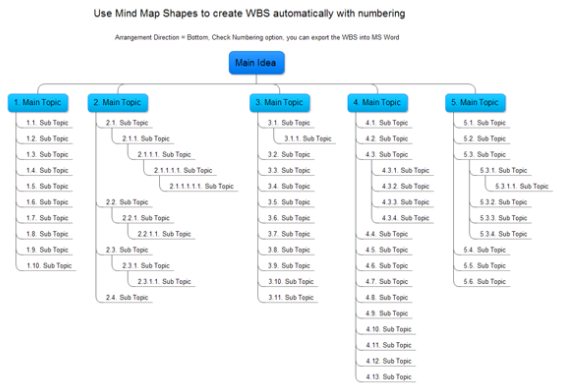 Use Mind Map Shapes to create WBS automatically with numbering
Arrangement Direction = Bottom, Check Numbering option, you can export the WBS into MS Word
Main Idea
1. Main Topic
1.1. Sub Topic
1.2. Sub Topic
1.3. Sub Topic
1.4. Sub Topic
1.5. Sub Topic
1.6. Sub Topic
1.7. Sub Topic
1.8. Sub Topic
1.9. Sub Topic
1.10. Sub Topic
2. Main Topic
2.1. Sub Topic
2.1.1. Sub Topic
2.1.1.1. Sub Topic
2.1.1.1.1. Sub Topic
2.1.1.1.1.1. Sub Topic
2.2. Sub Topic
2.2.1. Sub Topic
2.2.1.1. Sub Topic
2.3. Sub Topic
2.3.1. Sub Topic
2.3.1.1. Sub Topic
2.4. Sub Topic
3. Main Topic
3.1. Sub Topic
3.1.1. Sub Topic
3.2. Sub Topic
3.3. Sub Topic
3.4. Sub Topic
3.5. Sub Topic
3.6. Sub Topic
3.7. Sub Topic
3.8. Sub Topic
3.9. Sub Topic
3.10. Sub Topic
3.11. Sub Topic
4. Main Topic
4.1. Sub Topic
4.2. Sub Topic
4.3. Sub Topic
4.3.1. Sub Topic
4.3.2. Sub Topic
4.3.3. Sub Topic
4.3.4. Sub Topic
4.4. Sub Topic
4.5. Sub Topic
4.6. Sub Topic
4.7. Sub Topic
4.8. Sub Topic
4.9. Sub Topic
4.10. Sub Topic
4.11. Sub Topic
4.12. Sub Topic
4.13. Sub Topic
5. Main Topic
5.1. Sub Topic
5.2. Sub Topic
5.3. Sub Topic
5.3.1. Sub Topic
5.3.1.1. Sub Topic
5.3.2. Sub Topic
5.3.3. Sub Topic
5.3.4. Sub Topic
5.4. Sub Topic
5.5. Sub Topic
5.6. Sub Topic